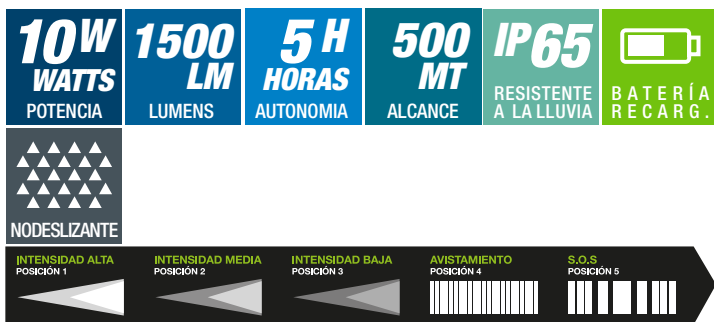 10W
WATTS
POTENCIA
1500
LM
LUMENS
5 H
HORAS
AUTONOMIA
500
MT
ALCANCE
IP65
RESISTENTE
A LA LLUVIA
BATERÍA
RECARG.
NODESLIZANTE
INTENSIDAD ALTA
POSICIÓN 1
INTENSIDAD MEDIA
POSICIÓN 2
INTENSIDAD BAJA
POSICIÓN 3
AVISTAMIENTO
POSICIÓN 4
S.O.S
POSICIÓN 5